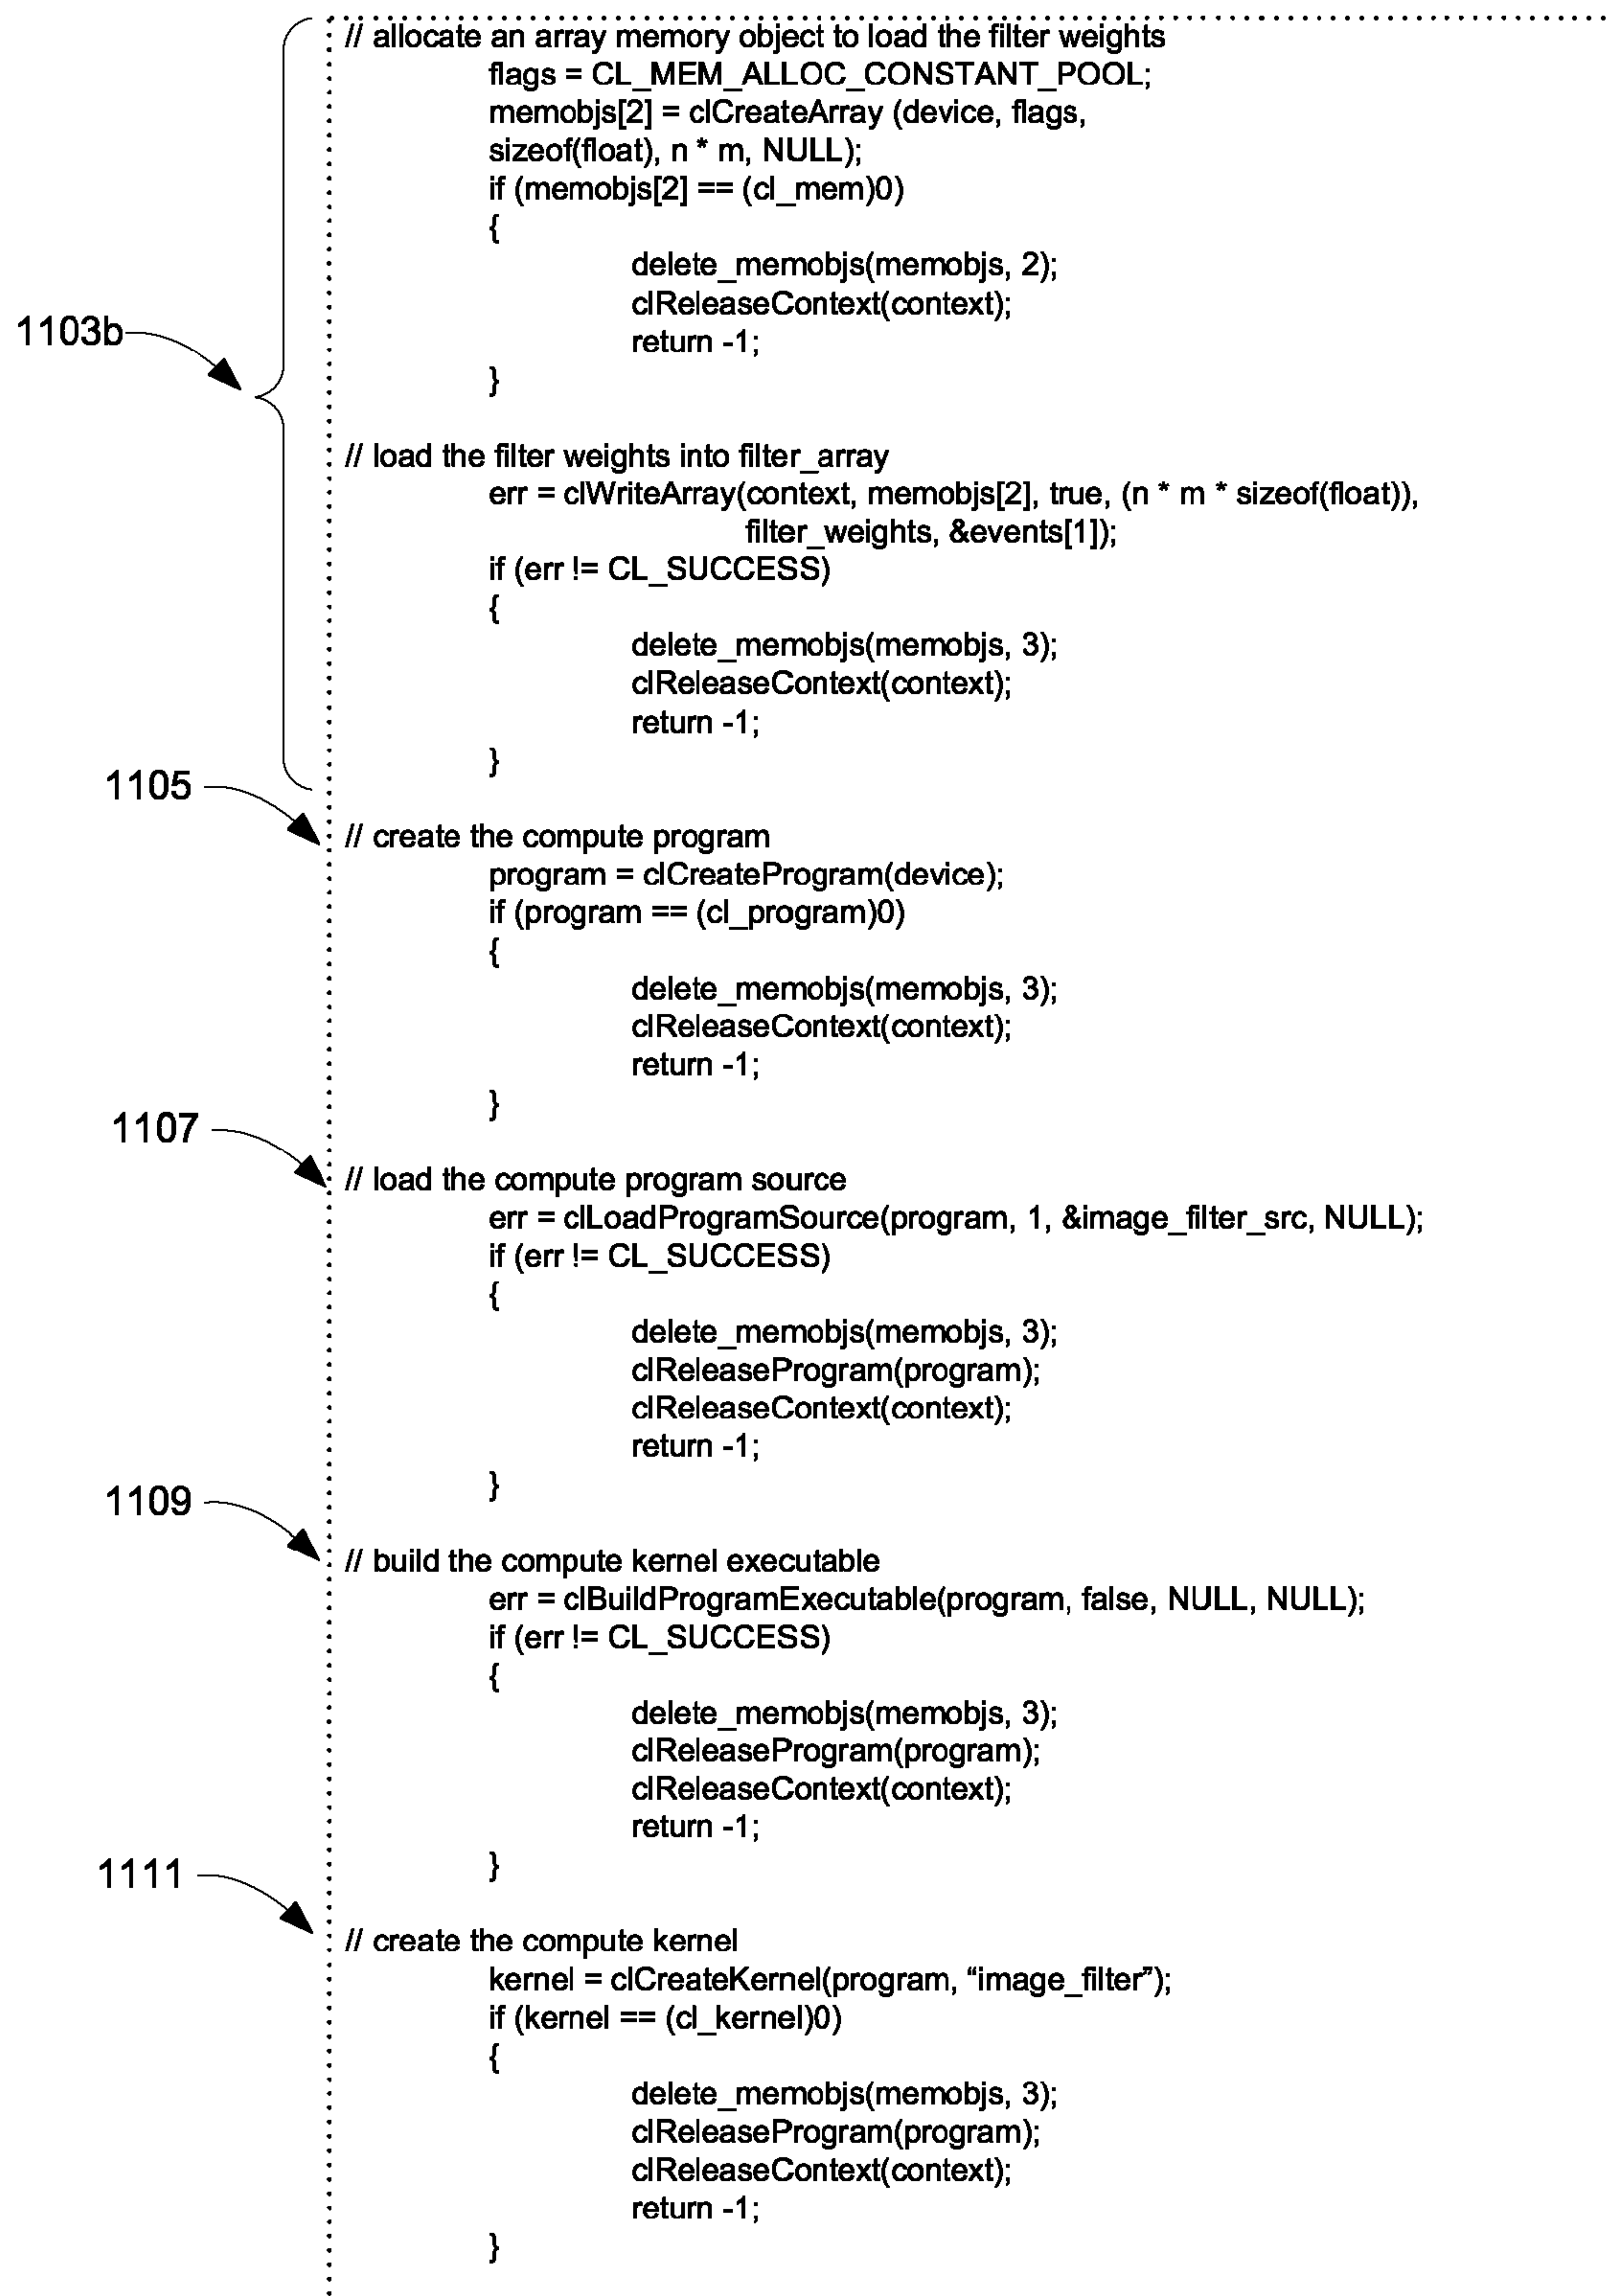 // allocate an array memory object to load the filter weights
flags = CL_MEM_ALLOC_CONSTANT_POOL;
memobjs[2] = clCreateArray (device, flags,
sizeof(float), n * m, NULL);
if (memobjs[2] == (cl_mem)0)
{
delete_memobjs(memobjs, 2);
clReleaseContext(context);
1103b
return -1;
}
// load the filter weights into filter_array
err = clWriteArray(context, memobjs[2], true, (n * m * sizeof(float)),
filter_weights, &events[1]);
if (err != CL_SUCCESS)
{
delete_memobjs(memobjs, 3);
clReleaseContext(context);
return -1;
}
1105
// create the compute program
program = clCreateProgram(device);
if (program == (cl_program)0)
{
delete_memobjs(memobjs, 3);
clReleaseContext(context);
return -1;
}
1107
// load the compute program source
err = clLoadProgramSource(program, 1, &image_filter_src, NULL);
if (err != CL_SUCCESS)
{
delete_memobjs(memobjs, 3);
clReleaseProgram(program);
clReleaseContext(context);
return -1;
}
1109
// build the compute kernel executable
err = clBuildProgramExecutable(program, false, NULL, NULL);
if (err != CL_SUCCESS)
{
delete_memobjs(memobjs, 3);
clReleaseProgram(program);
clReleaseContext(context);
return -1;
}
1111
// create the compute kernel
kernel = clCreateKernel(program, “image_filter”);
if (kernel == (cl_kernel)0)
{
delete_memobjs(memobjs, 3);
clReleaseProgram(program);
clReleaseContext(context);
return -1;
}